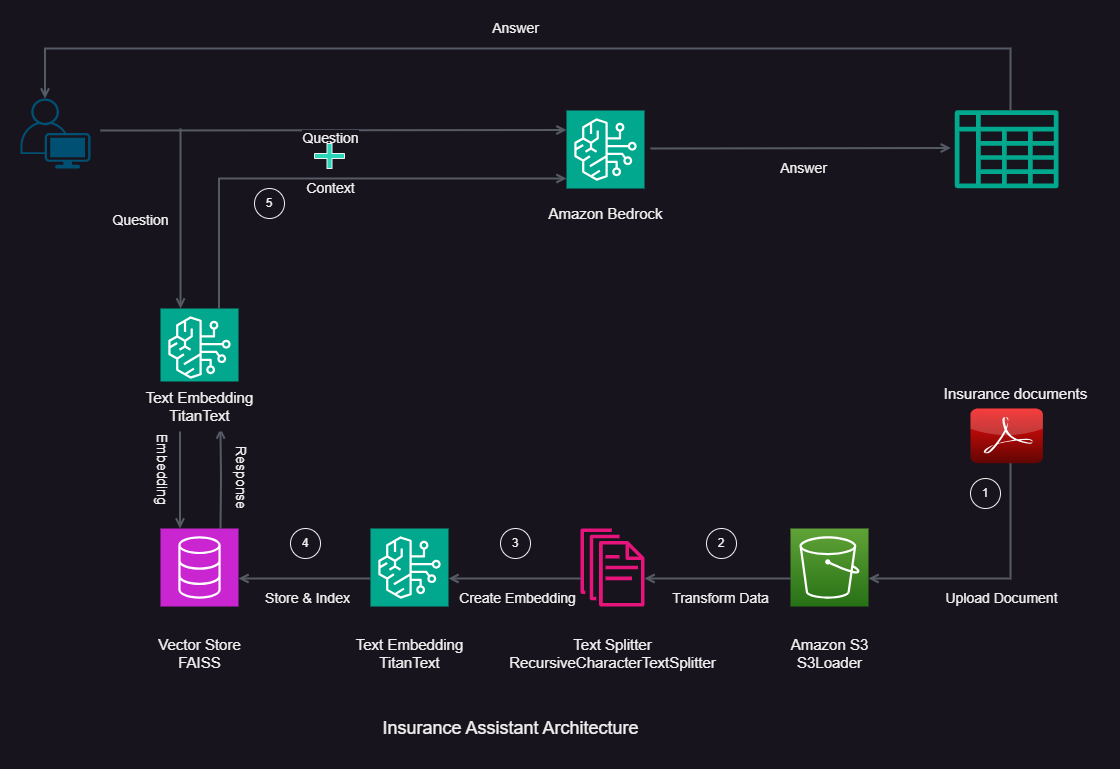 Answer
Question
Context
5
Answer
Amazon Bedrock
Question
Text Embedding
TitanText
Insurance documents
1
Embedding
Response
4
3
2
Store & Index
Create Embedding
Transform Data
Upload Document
Vector Store
FAISS
Text Embedding
TitanText
Text Splitter
RecursiveCharacterTextSplitter
Amazon S3
S3Loader
Insurance Assistant Architecture